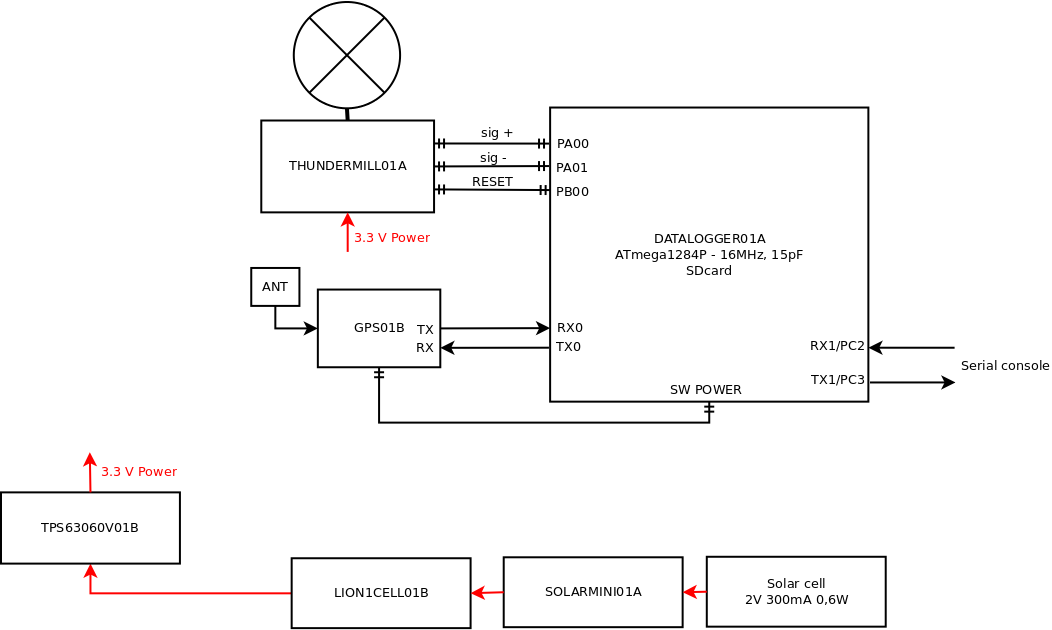 sig +
PA00
THUNDERMILL01A
sig -
PA01
RESET
PB00
3.3 V Power
DATALOGGER01A
ATmega1284P - 16MHz, 15pF
SDcard
ANT
GPS01B
TX
RX
RX0
TX0
RX1/PC2
Serial console
TX1/PC3
SW POWER
3.3 V Power
TPS63060V01B
LION1CELL01B
SOLARMINI01A
Solar cell
2V 300mA 0,6W